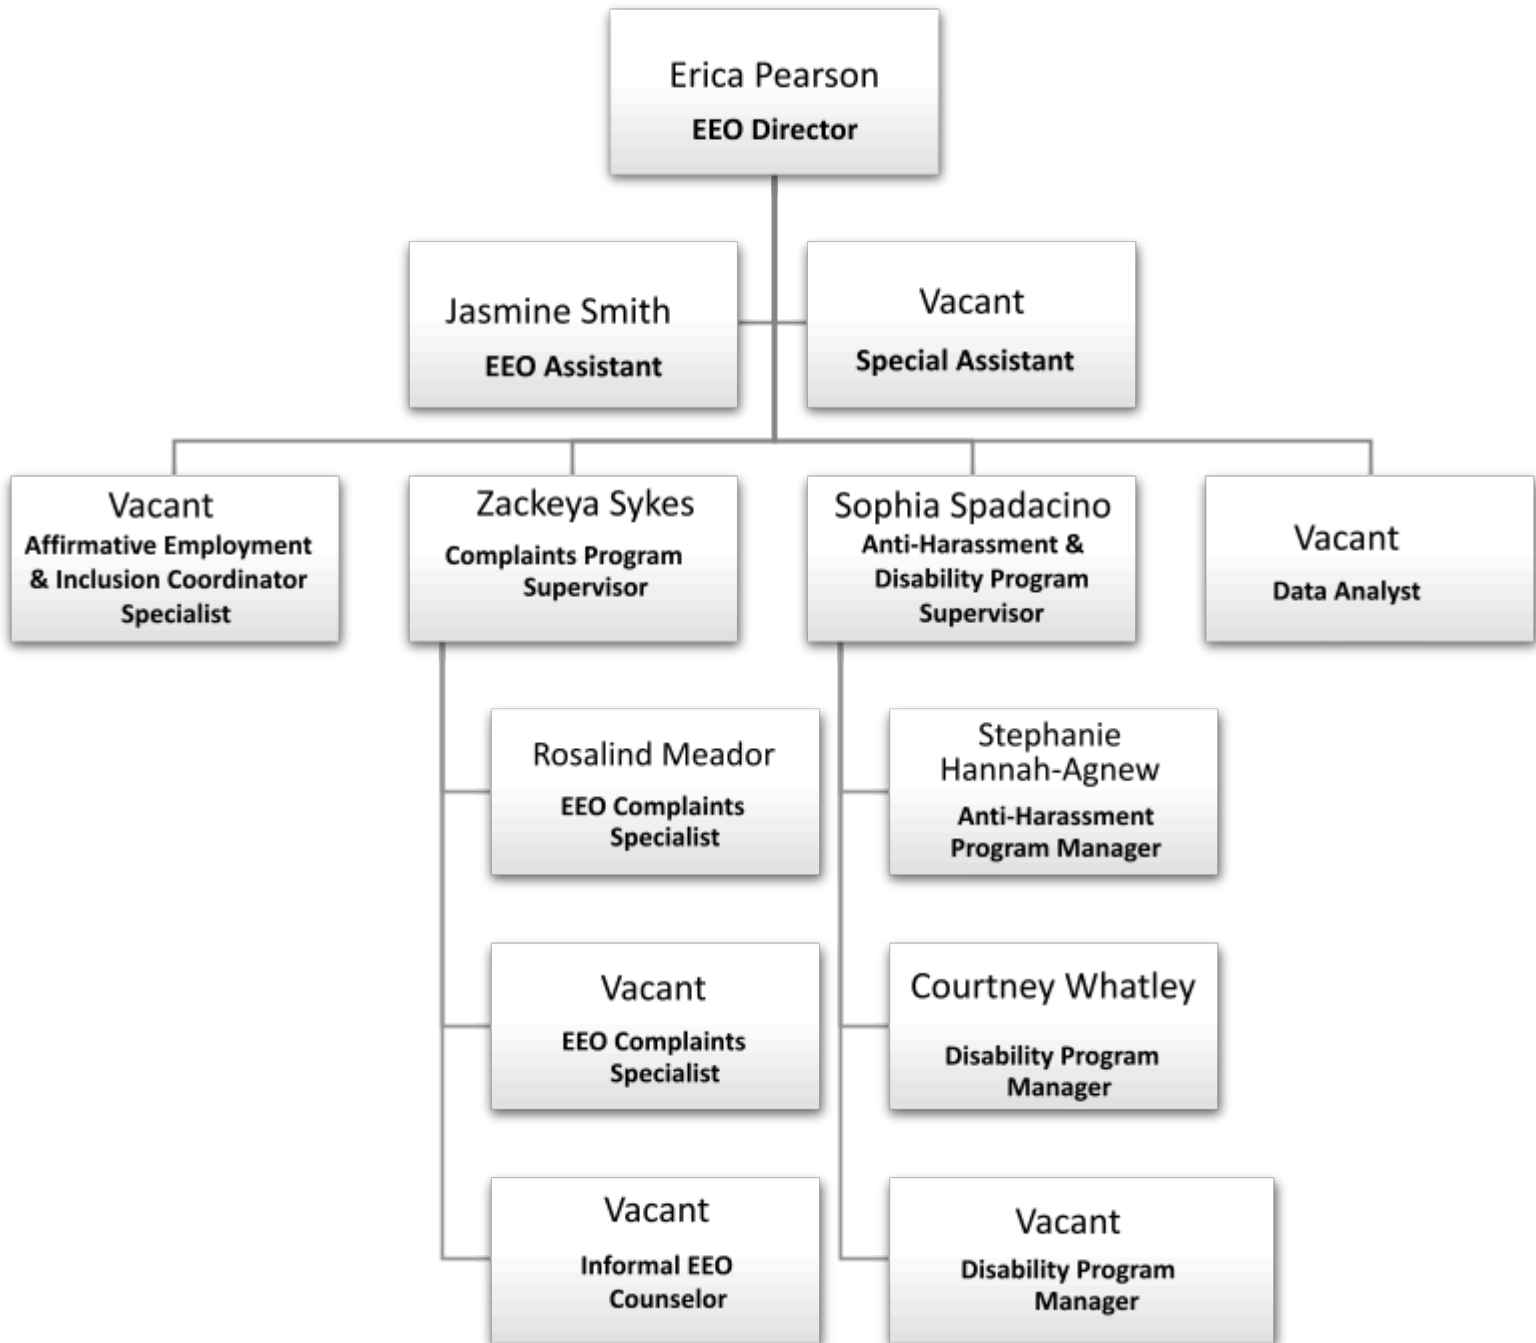 Erica Pearson
EEO Director
Jasmine Smith
EEO Assistant
Vacant
Special Assistant
Vacant
Affirmative Employment
& Inclusion Coordinator
Specialist
Zackeya Sykes
Complaints Program
Supervisor
Sophia Spadacino
Anti-Harassment &
Disability Program
Supervisor
Vacant
Data Analyst
Rosalind Meador
EEO Complaints
Specialist
Stephanie
Hannah-Agnew
Anti-Harassment
Program Manager
Vacant
EEO Complaints
Specialist
Courtney Whatley
Disability Program
Manager
Vacant
Informal EEO
Counselor
Vacant
Disability Program
Manager